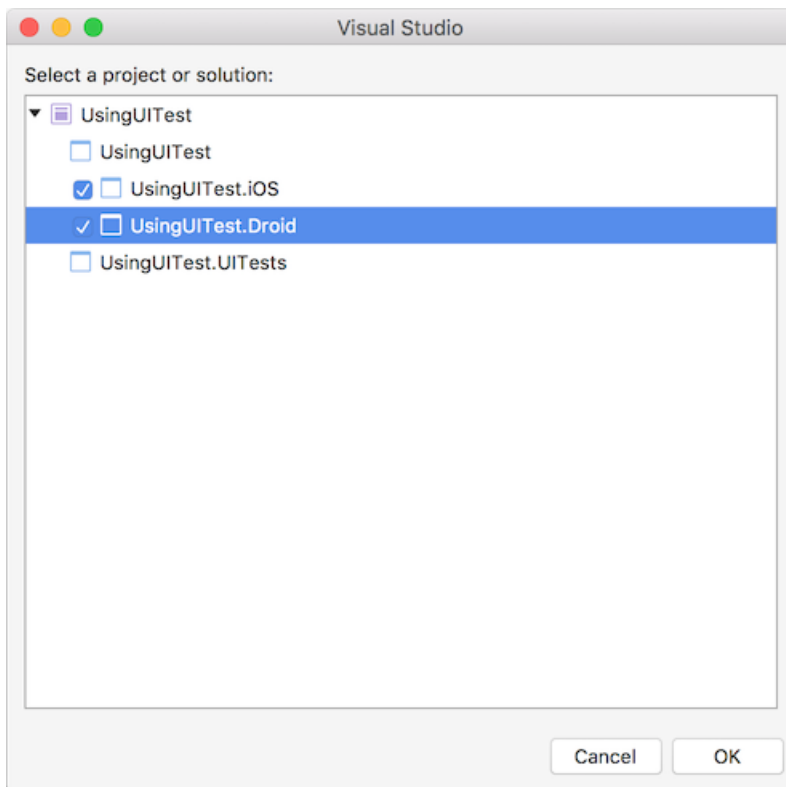 Visual Studio
Select a project or solution:
UsingUITest
UsingUITest
UsingUITest.iOS
UsingUITest.Droid
UsingUITest.UITests
Cancel OK